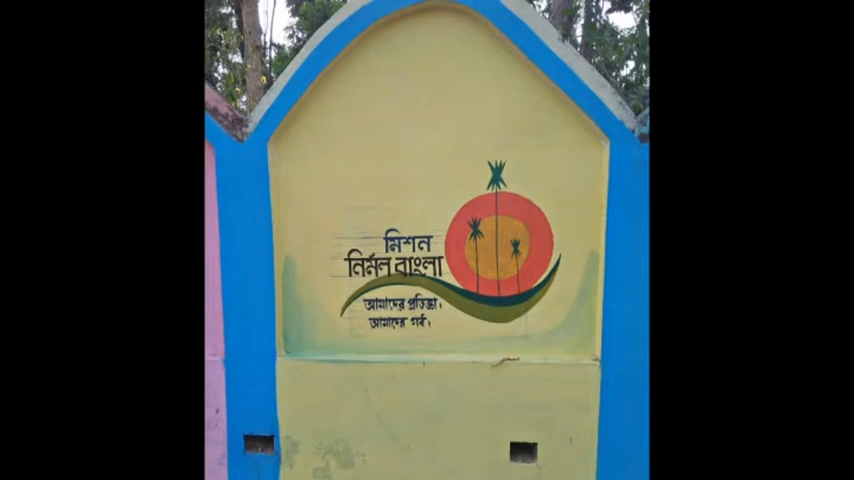 মিশন
নির্মল বাংলা
আমাদের প্রতিজ্ঞা,
আমাদের গর্ব।